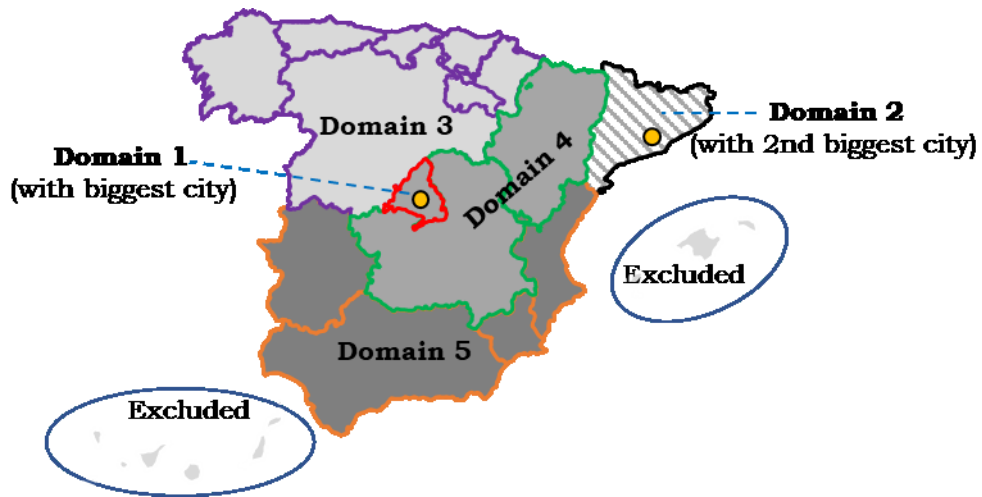 Domain 2
(with 2nd biggest city)
Domain 3
Domain 1
(with biggest city)
Domain 4
Excluded
Domain 5
Excluded